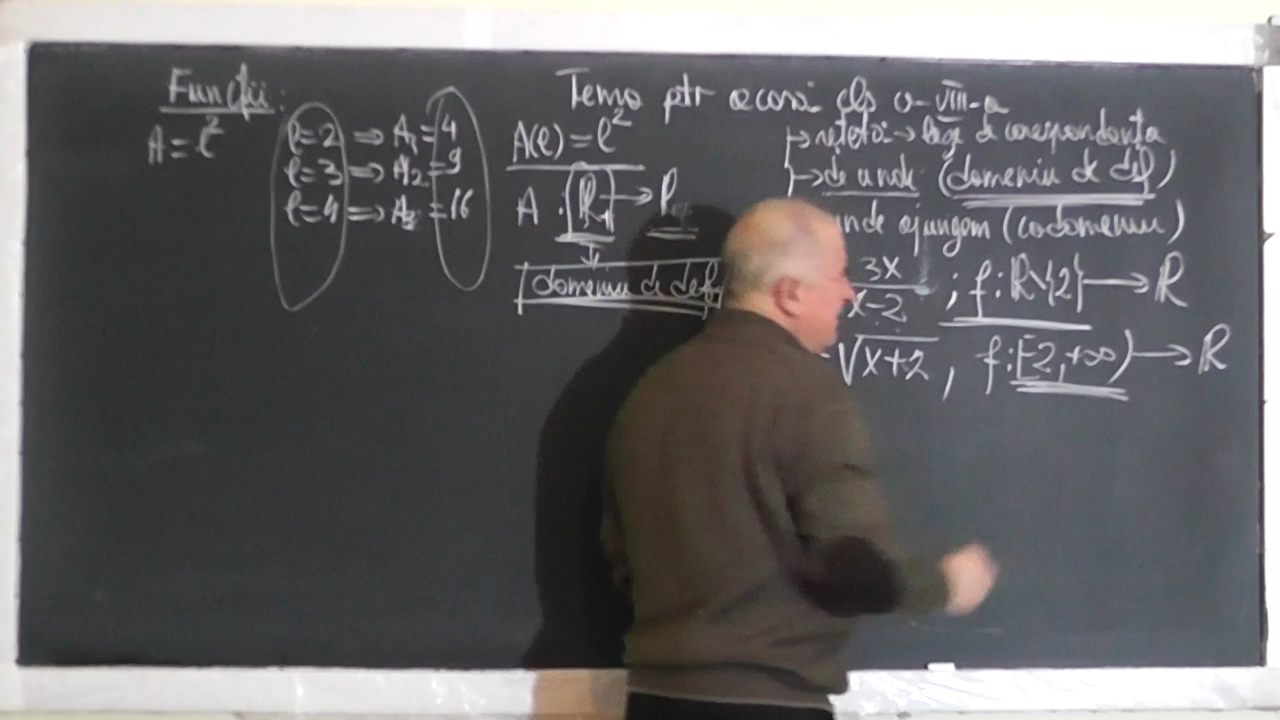 Funcții:
A = l²
l=2 ⇒ A₁=4
l=3 ⇒ A₂=9
l=4 ⇒ A₃=16
Tema ptr acasă cls a-VIII-a
A(l) = l²
A : R₊ → R₊
↓
domeniu de def
↦ rețetă → lege de corespondență
↦ de unde (domeniu de def)
unde ajungem (codomeniu)
3x/x-2 ; f: R\{2} → R
√x+2 , f: [-2,+∞) → R